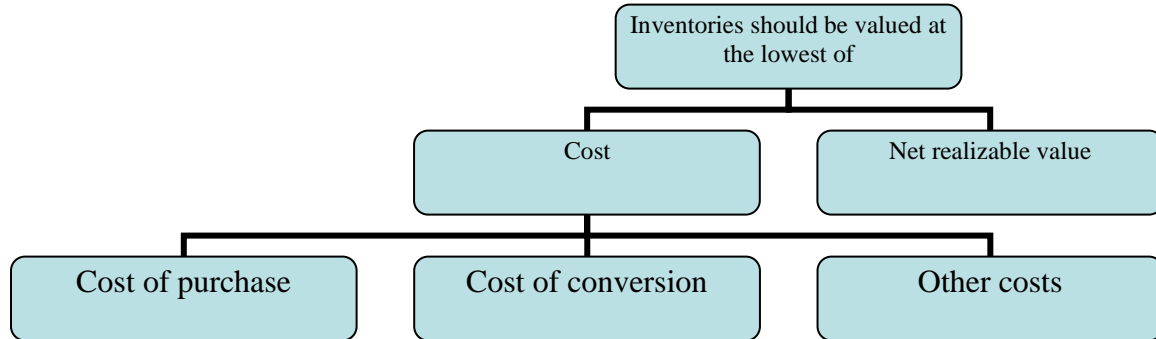 Inventories should be valued at
the lowest of
Cost
Net realizable value
Cost of purchase
Cost of conversion
Other costs